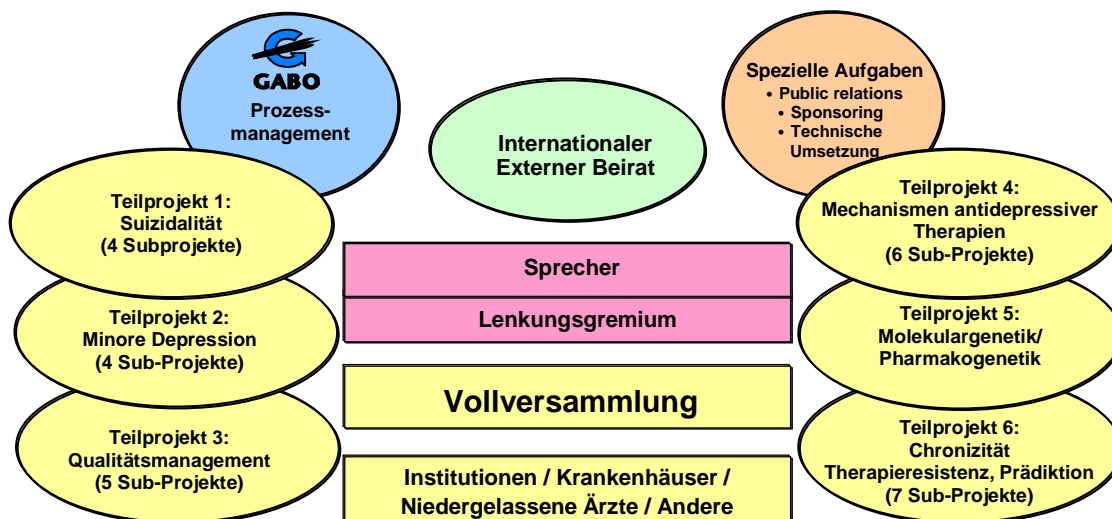 GABO
Prozess-
management
Internationaler
Externer Beirat
Spezielle Aufgaben
• Public relations
• Sponsoring
• Technische
Umsetzung
Teilprojekt 1:
Suizidalität
(4 Subprojekte)
Teilprojekt 2:
Minore Depression
(4 Sub-Projekte)
Teilprojekt 3:
Qualitätsmanagement
(5 Sub-Projekte)
Sprecher
Lenkungsgremium
Vollversammlung
Institutionen / Krankenhäuser /
Niedergelassene Ärzte / Andere
Teilprojekt 4:
Mechanismen antidepressiver
Therapien
(6 Sub-Projekte)
Teilprojekt 5:
Molekulargenetik/
Pharmakogenetik
Teilprojekt 6:
Chronizität
Therapieresistenz, Prädiktion
(7 Sub-Projekte)